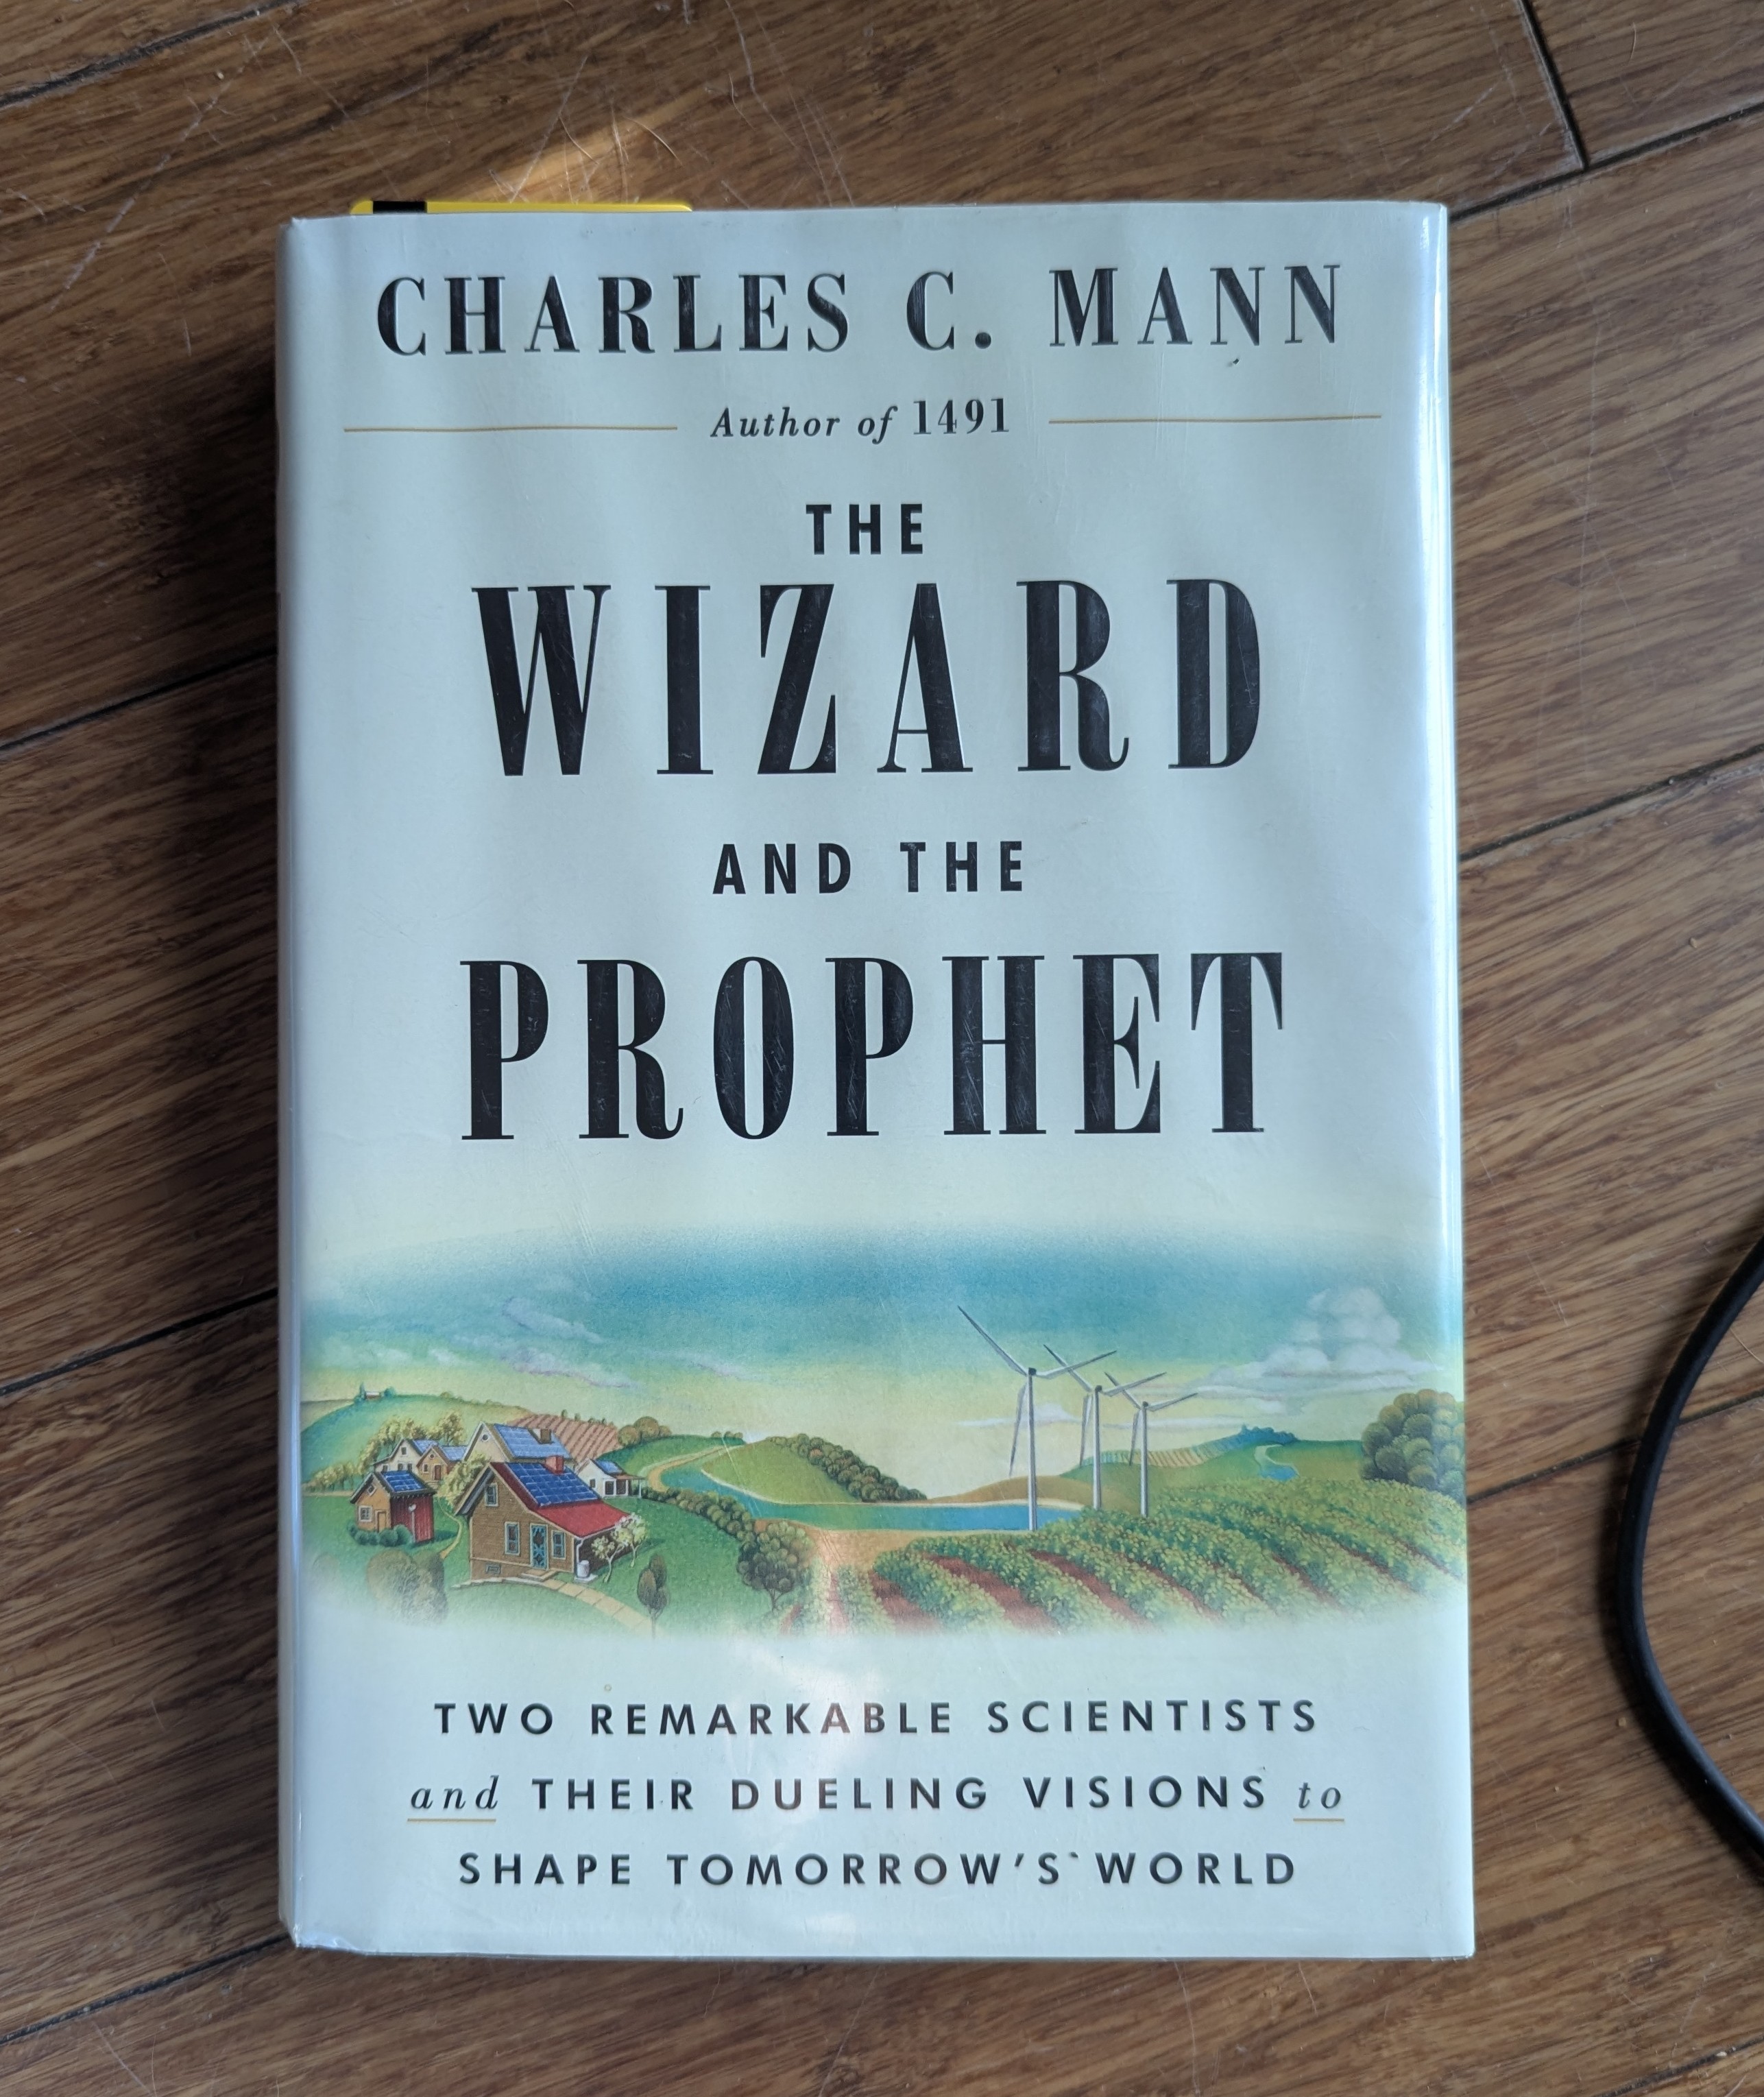 CHARLES C. MANN
Author of 1491
THE
WIZARD
AND THE
PROPHET
TWO REMARKABLE SCIENTISTS
and THEIR DUELING VISIONS to
SHAPE TOMORROW'S WORLD